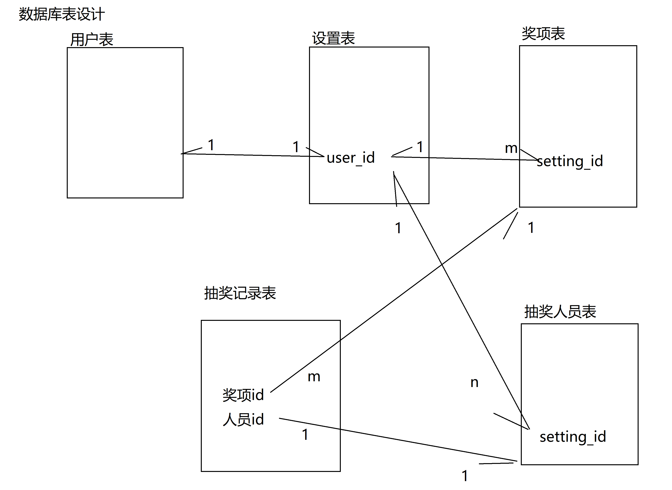 数据库表设计
用户表
设置表
奖项表
1
1
user_id
1
m
setting_id
1
1
抽奖记录表
抽奖人员表
m
奖项id
人员id
n
1
setting_id
1